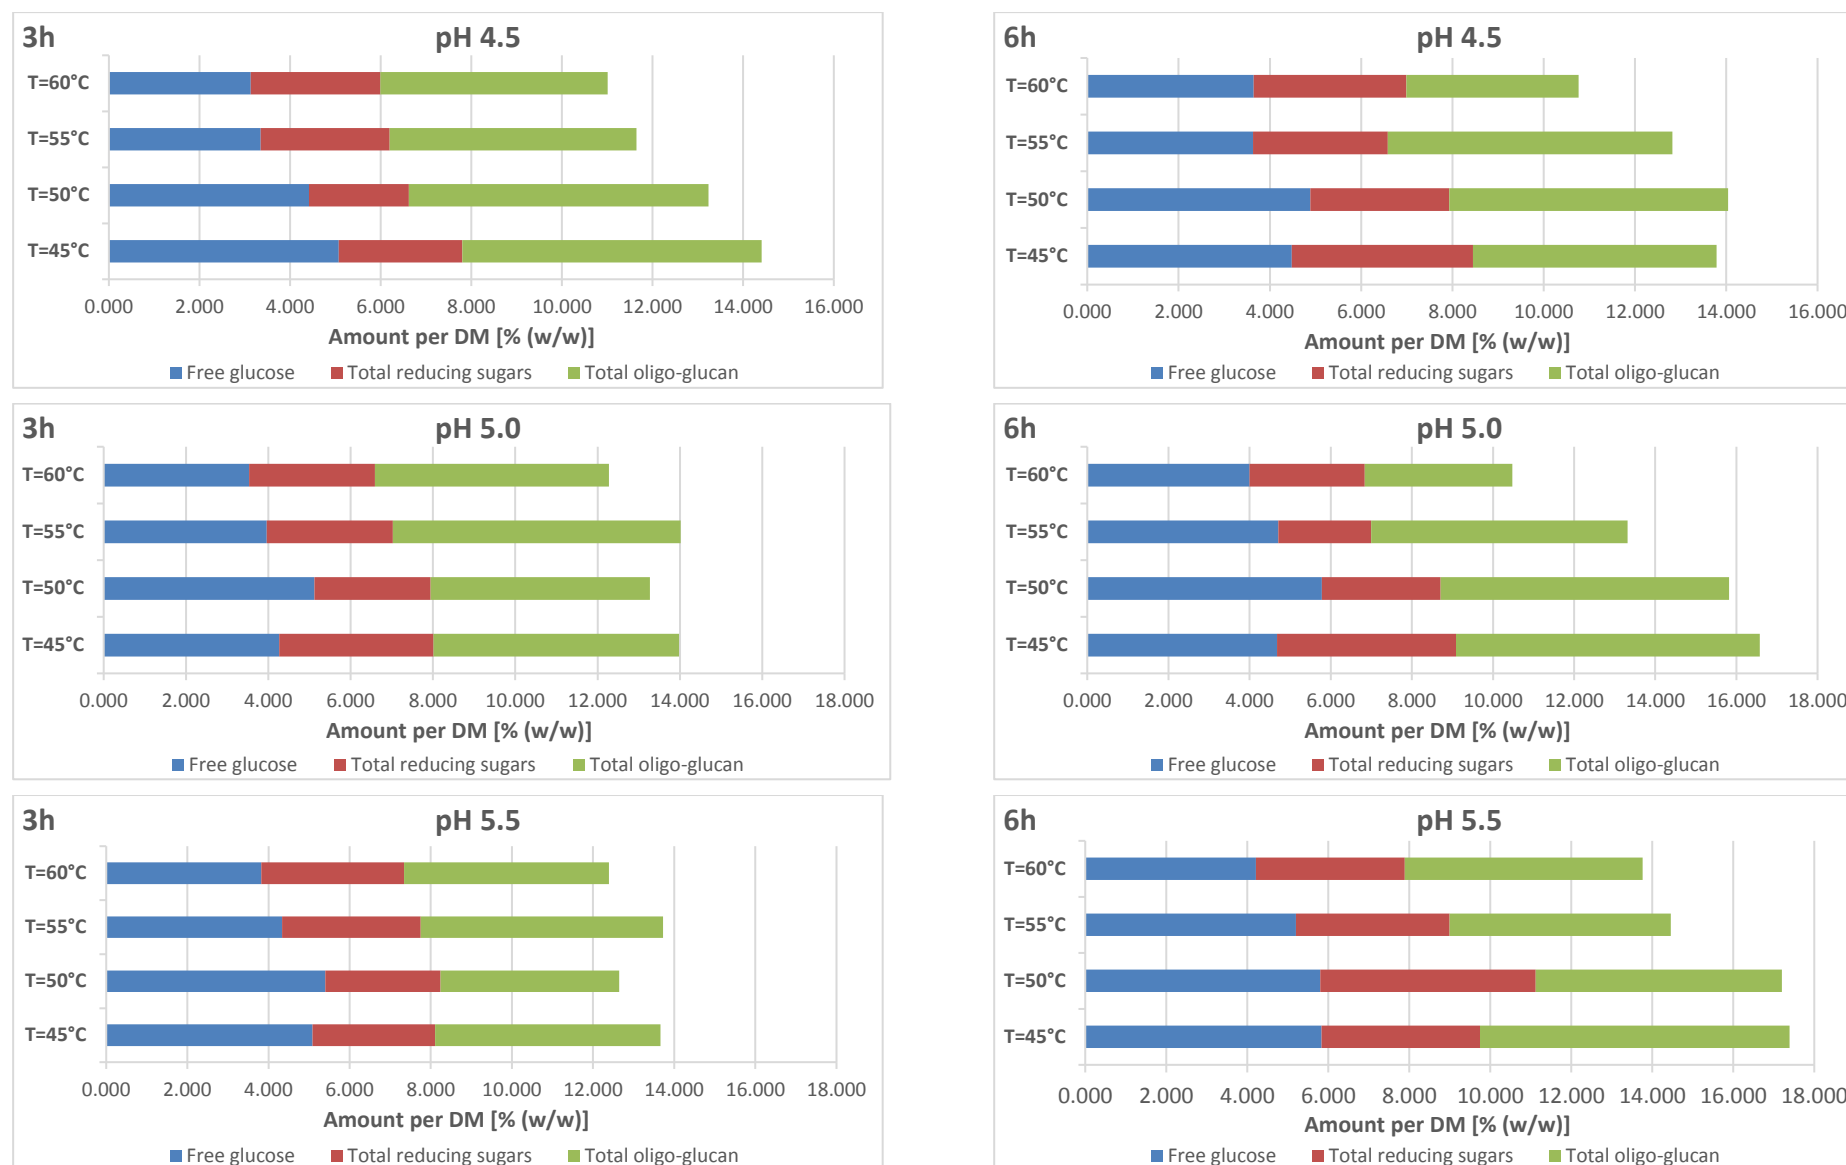 3h pH 4.5
T=60°C
T=55°C
T=50°C
T=45°C
0.000 2.000 4.000 6.000 8.000 10.000 12.000 14.000 16.000
Amount per DM [% (w/w)]
Free glucose Total reducing sugars Total oligo-glucan
6h pH 4.5
T=60°C
T=55°C
T=50°C
T=45°C
0.000 2.000 4.000 6.000 8.000 10.000 12.000 14.000 16.000
Amount per DM [% (w/w)]
Free glucose Total reducing sugars Total oligo-glucan
3h pH 5.0
T=60°C
T=55°C
T=50°C
T=45°C
0.000 2.000 4.000 6.000 8.000 10.000 12.000 14.000 16.000 18.000
Amount per DM [% (w/w)]
Free glucose Total reducing sugars Total oligo-glucan
6h pH 5.0
T=60°C
T=55°C
T=50°C
T=45°C
0.000 2.000 4.000 6.000 8.000 10.000 12.000 14.000 16.000 18.000
Amount per DM [% (w/w)]
Free glucose Total reducing sugars Total oligo-glucan
3h pH 5.5
T=60°C
T=55°C
T=50°C
T=45°C
0.000 2.000 4.000 6.000 8.000 10.000 12.000 14.000 16.000 18.000
Amount per DM [% (w/w)]
Free glucose Total reducing sugars Total oligo-glucan
6h pH 5.5
T=60°C
T=55°C
T=50°C
T=45°C
0.000 2.000 4.000 6.000 8.000 10.000 12.000 14.000 16.000 18.000
Amount per DM [% (w/w)]
Free glucose Total reducing sugars Total oligo-glucan